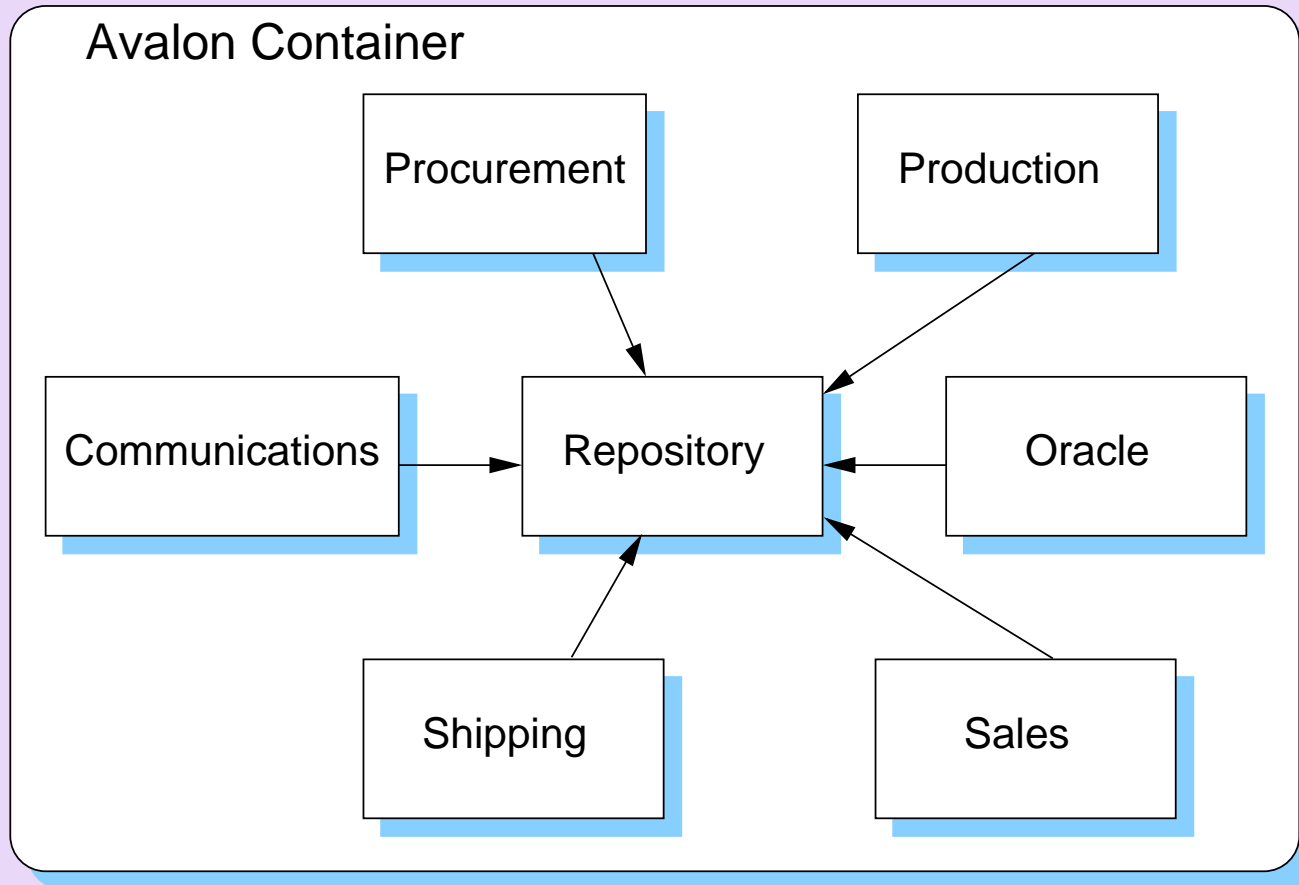 Avalon Container
Procurement
Production
Communications
Repository
Oracle
Shipping
Sales